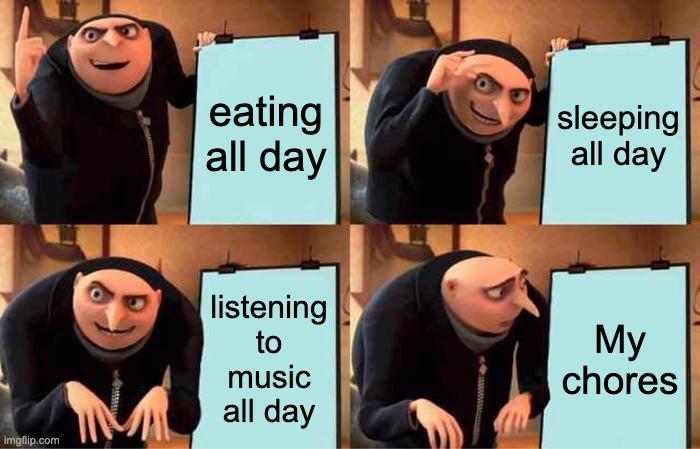 eating
all day
sleeping
all day
listening
to
music
all day
My
chores
imgflip.com